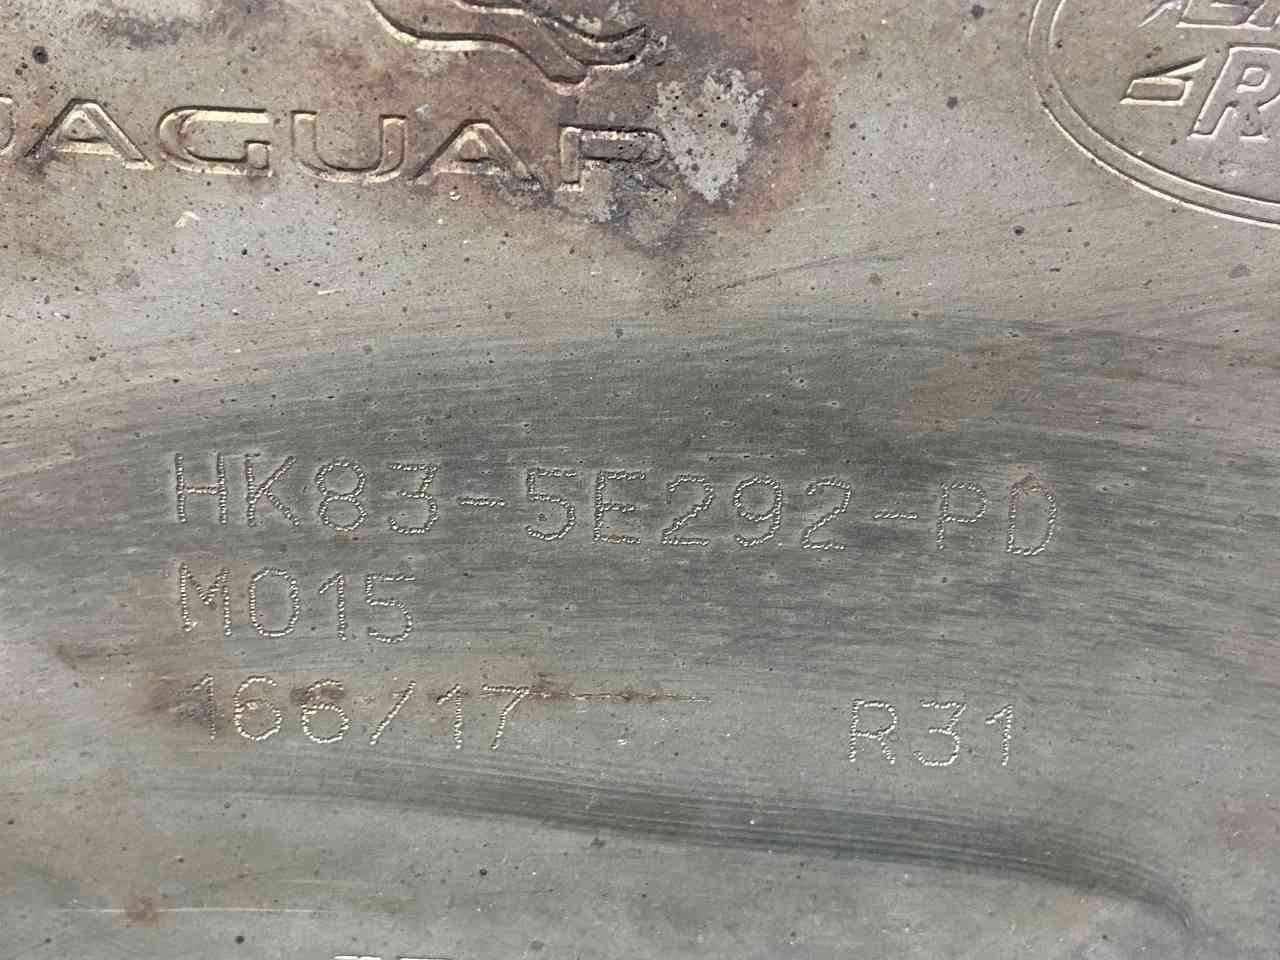 JAGUAR
R
HK83-5E292-PD
M015
166/17 R31